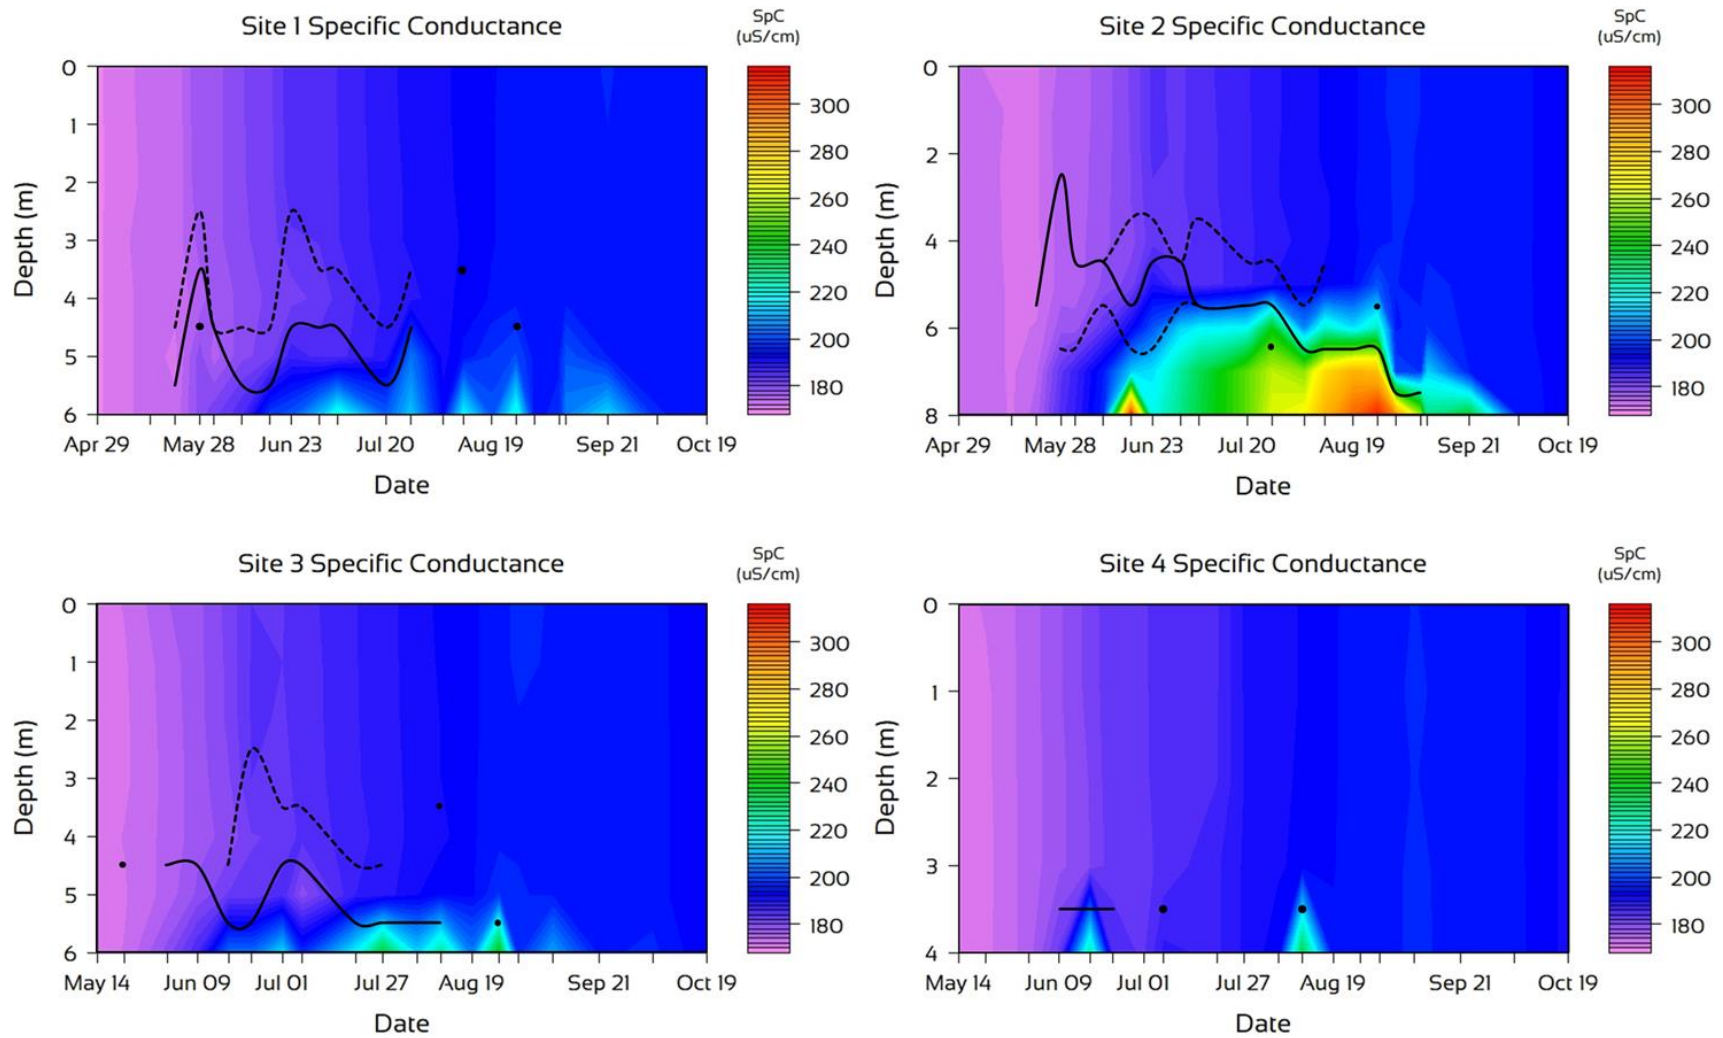 Site 1 Specific Conductance
SpC
(uS/cm)
0
1
2
3
4
5
6
Depth (m)
300
280
260
240
220
200
180
Apr 29 May 28 Jun 23 Jul 20 Aug 19 Sep 21 Oct 19
Date
Site 2 Specific Conductance
SpC
(uS/cm)
0
2
4
6
8
Depth (m)
300
280
260
240
220
200
180
Apr 29 May 28 Jun 23 Jul 20 Aug 19 Sep 21 Oct 19
Date
Site 3 Specific Conductance
SpC
(uS/cm)
0
1
2
3
4
5
6
Depth (m)
300
280
260
240
220
200
180
May 14 Jun 09 Jul 01 Jul 27 Aug 19 Sep 21 Oct 19
Date
Site 4 Specific Conductance
SpC
(uS/cm)
0
1
2
3
4
Depth (m)
300
280
260
240
220
200
180
May 14 Jun 09 Jul 01 Jul 27 Aug 19 Sep 21 Oct 19
Date